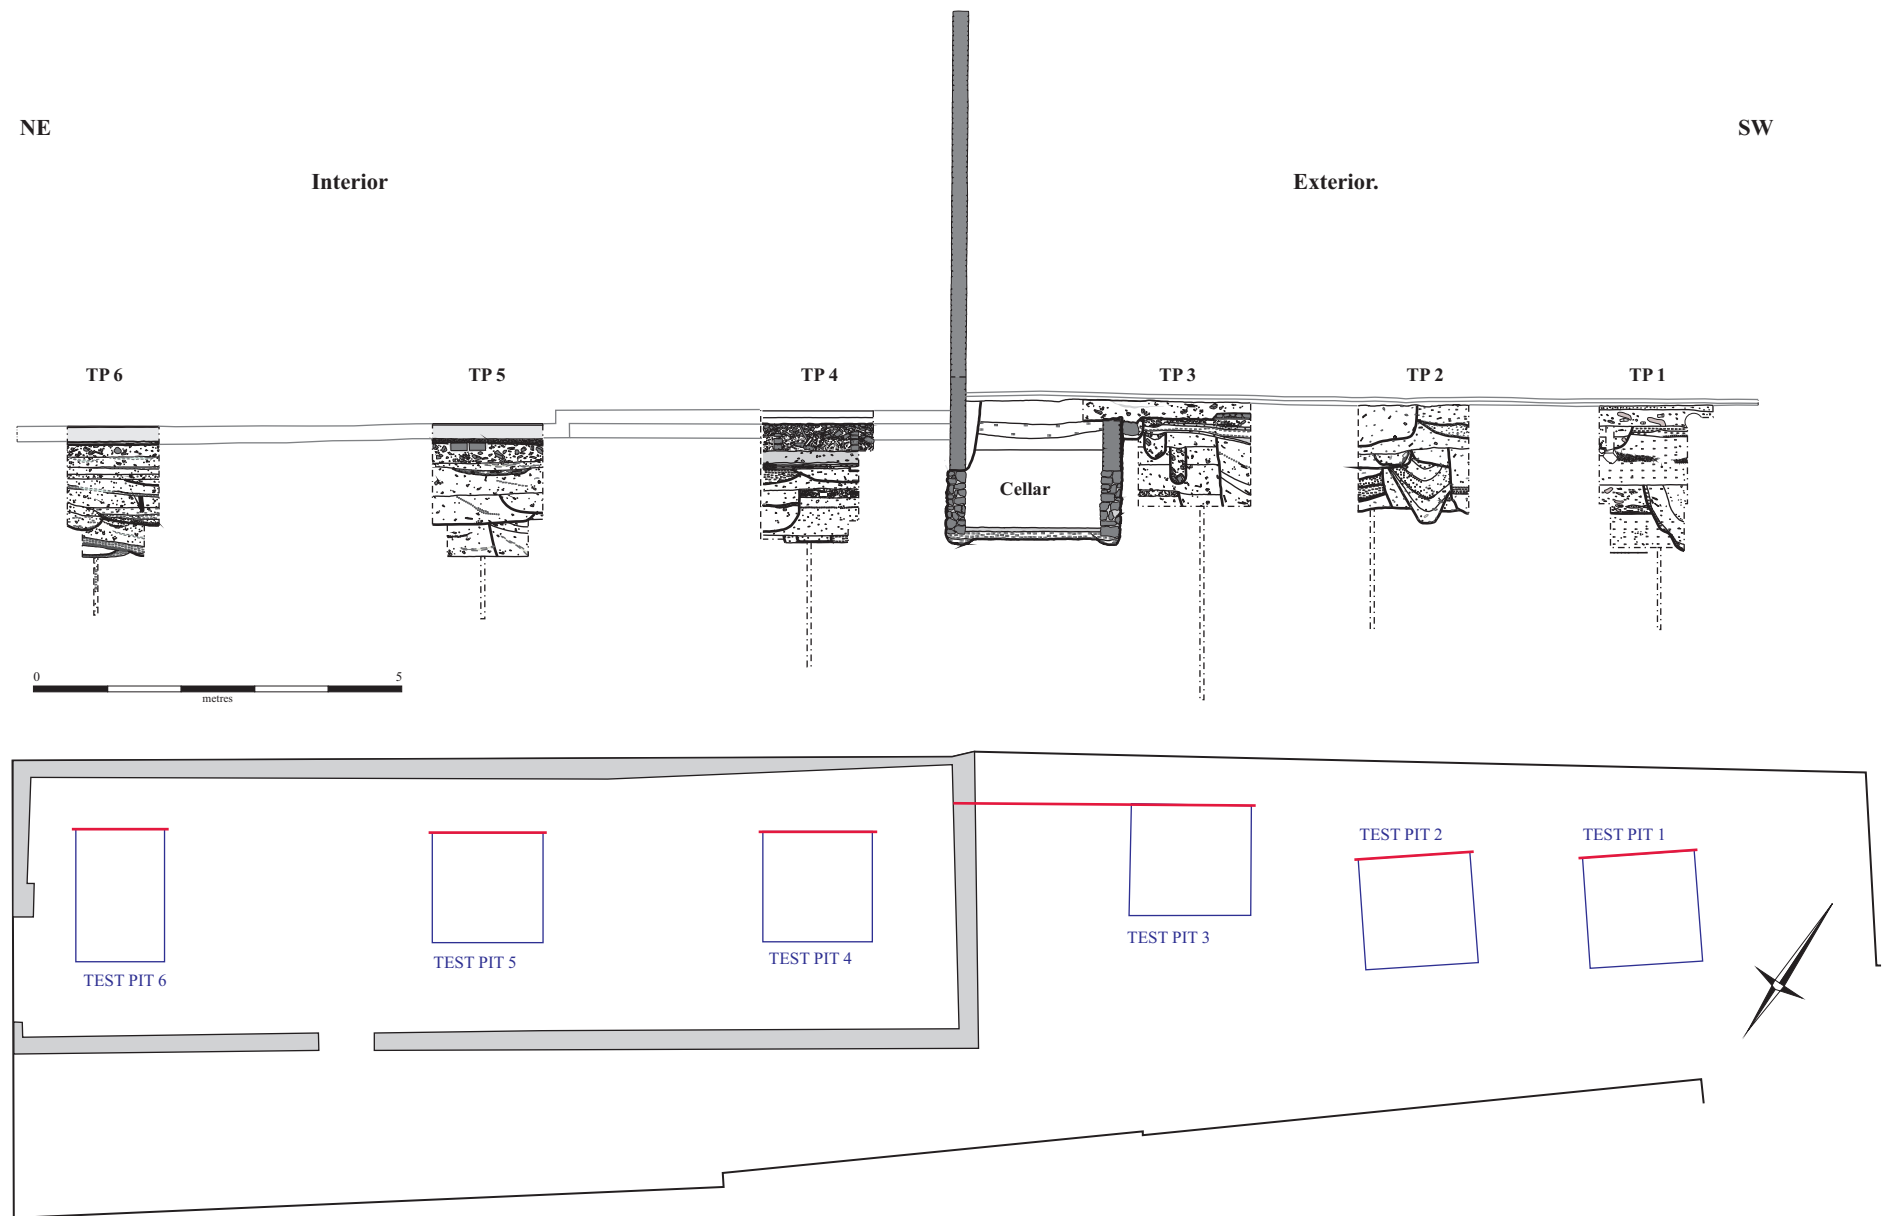 NE
SW
Interior
Exterior.
TP 6
TP 5
TP 4
TP 3
TP 2
TP 1
Cellar
0
5
metres
TEST PIT 2
TEST PIT 1
TEST PIT 3
TEST PIT 6
TEST PIT 5
TEST PIT 4